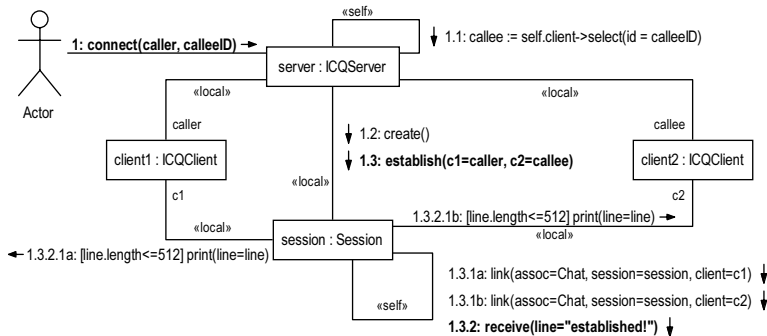 «self»
1: connect(caller, calleeID)
1.1: callee := self.client->select(id = calleeID)
server : ICQServer
Actor
«local»
«local»
caller
callee
1.2: create()
client1 : ICQClient
1.3: establish(c1=caller, c2=callee)
client2 : ICQClient
«local»
c1
c2
1.3.2.1b: [line.length<=512] print(line=line)
«local»
session : Session
«local»
1.3.2.1a: [line.length<=512] print(line=line)
1.3.1a: link(assoc=Chat, session=session, client=c1)
«self»
1.3.1b: link(assoc=Chat, session=session, client=c2)
1.3.2: receive(line="established!")